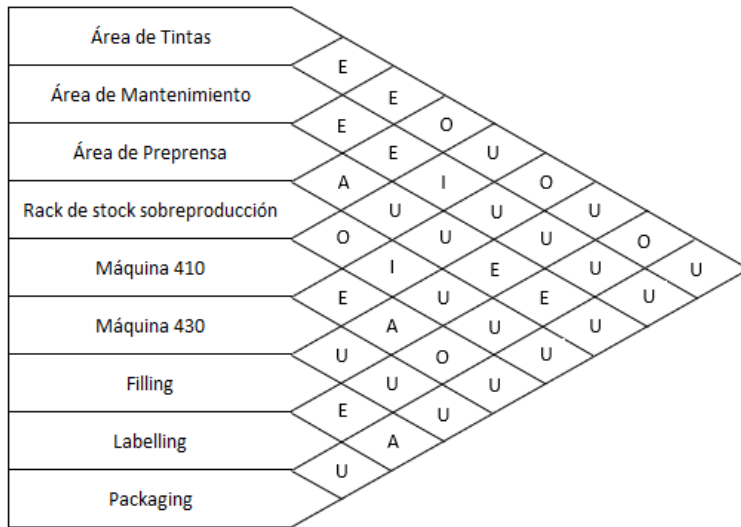 Área de Tintas
E
Área de Mantenimiento E
E O
Área de Preprensa E U
A I O
Rack de stock sobreproducción U U U
O U U O
Máquina 410 I E U U
E U E U
Máquina 430 A U U
U O U
Filling U U
E U
Labelling A
U
Packaging